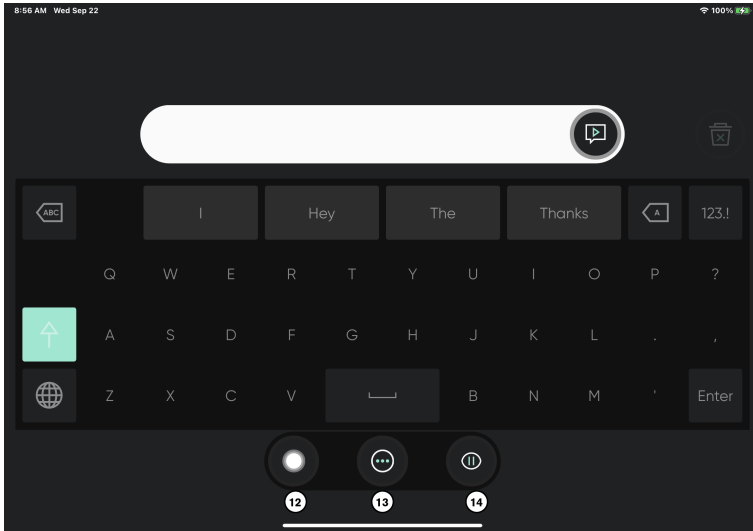 8:56 AM Wed Sep 22 100%
ABC I Hey The Thanks A 123.!
Q W E R T Y U I O P ?
A S D F G H J K L . ,
Z X C V B N M ' Enter
12 13 14